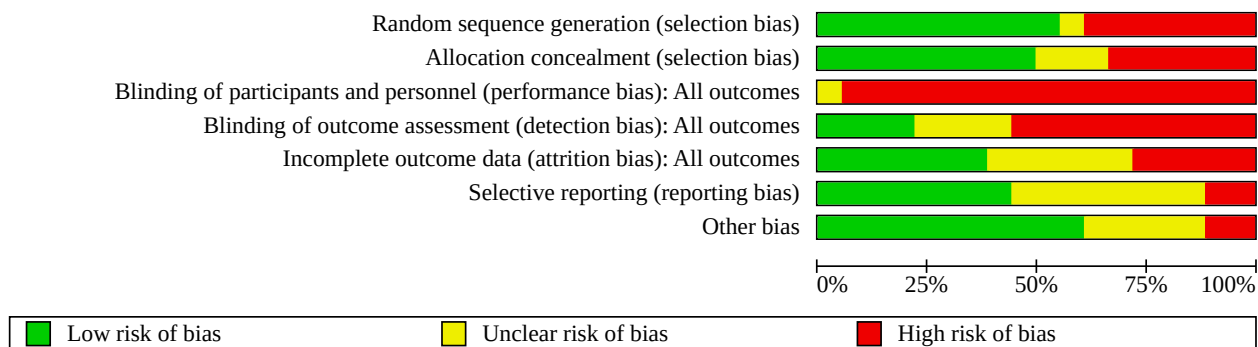 Random sequence generation (selection bias)
Allocation concealment (selection bias)
Blinding of participants and personnel (performance bias): All outcomes
Blinding of outcome assessment (detection bias): All outcomes
Incomplete outcome data (attrition bias): All outcomes
Selective reporting (reporting bias)
Other bias
0% 25% 50% 75% 100%
Low risk of bias Unclear risk of bias High risk of bias